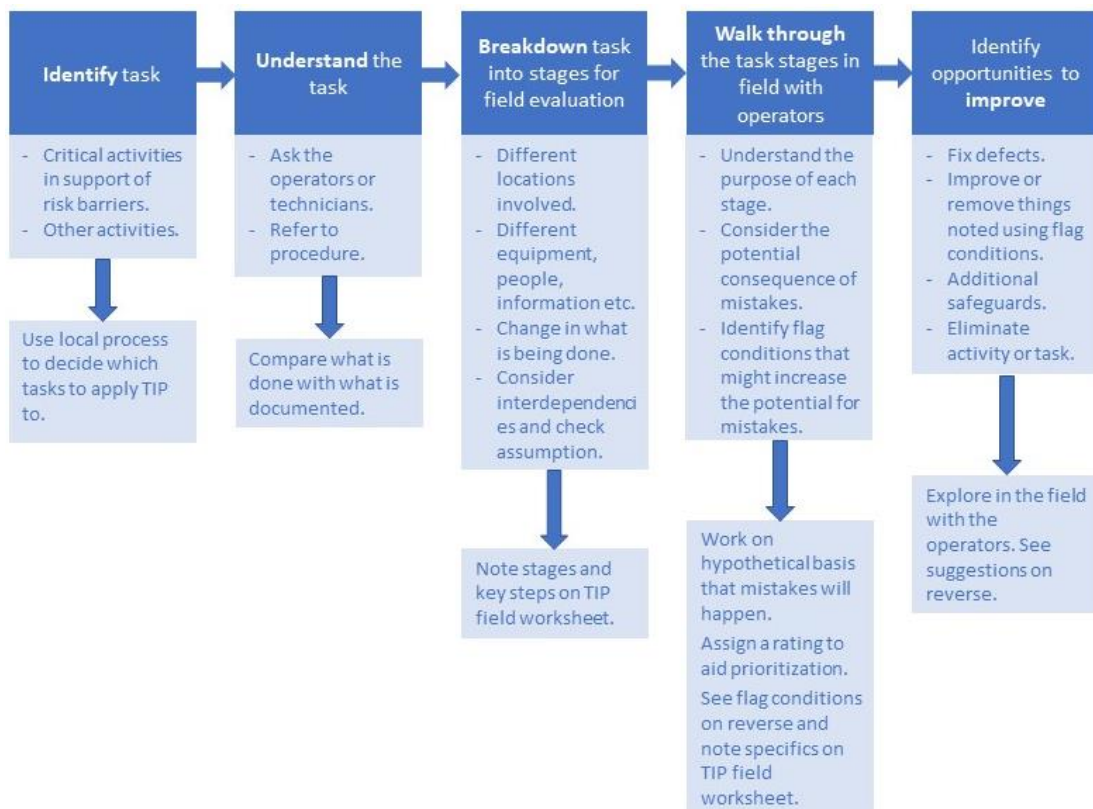 Identify task
- Critical activities
in support of
risk barriers.
- Other activities.
Use local process
to decide which
tasks to apply TIP
to.
Understand the
task
- Ask the
operators or
technicians.
- Refer to
procedure.
Compare what is
done with what is
documented.
Breakdown task
into stages for
field evaluation
- Different
locations
involved.
- Different
equipment,
people,
information etc.
- Change in what
is being done.
- Consider
interdependenci
es and check
assumption.
Note stages and
key steps on TIP
field worksheet.
Walk through
the task stages in
field with
operators
- Understand the
purpose of each
stage.
- Consider the
potential
consequence of
mistakes.
- Identify flag
conditions that
might increase
the potential for
mistakes.
Work on
hypothetical basis
that mistakes will
happen.
Assign a rating to
aid prioritization.
See flag conditions
on reverse and
note specifics on
TIP field
worksheet.
Identify
opportunities to
improve
- Fix defects.
- Improve or
remove things
noted using flag
conditions.
- Additional
safeguards.
- Eliminate
activity or task.
Explore in the field
with the
operators. See
suggestions on
reverse.